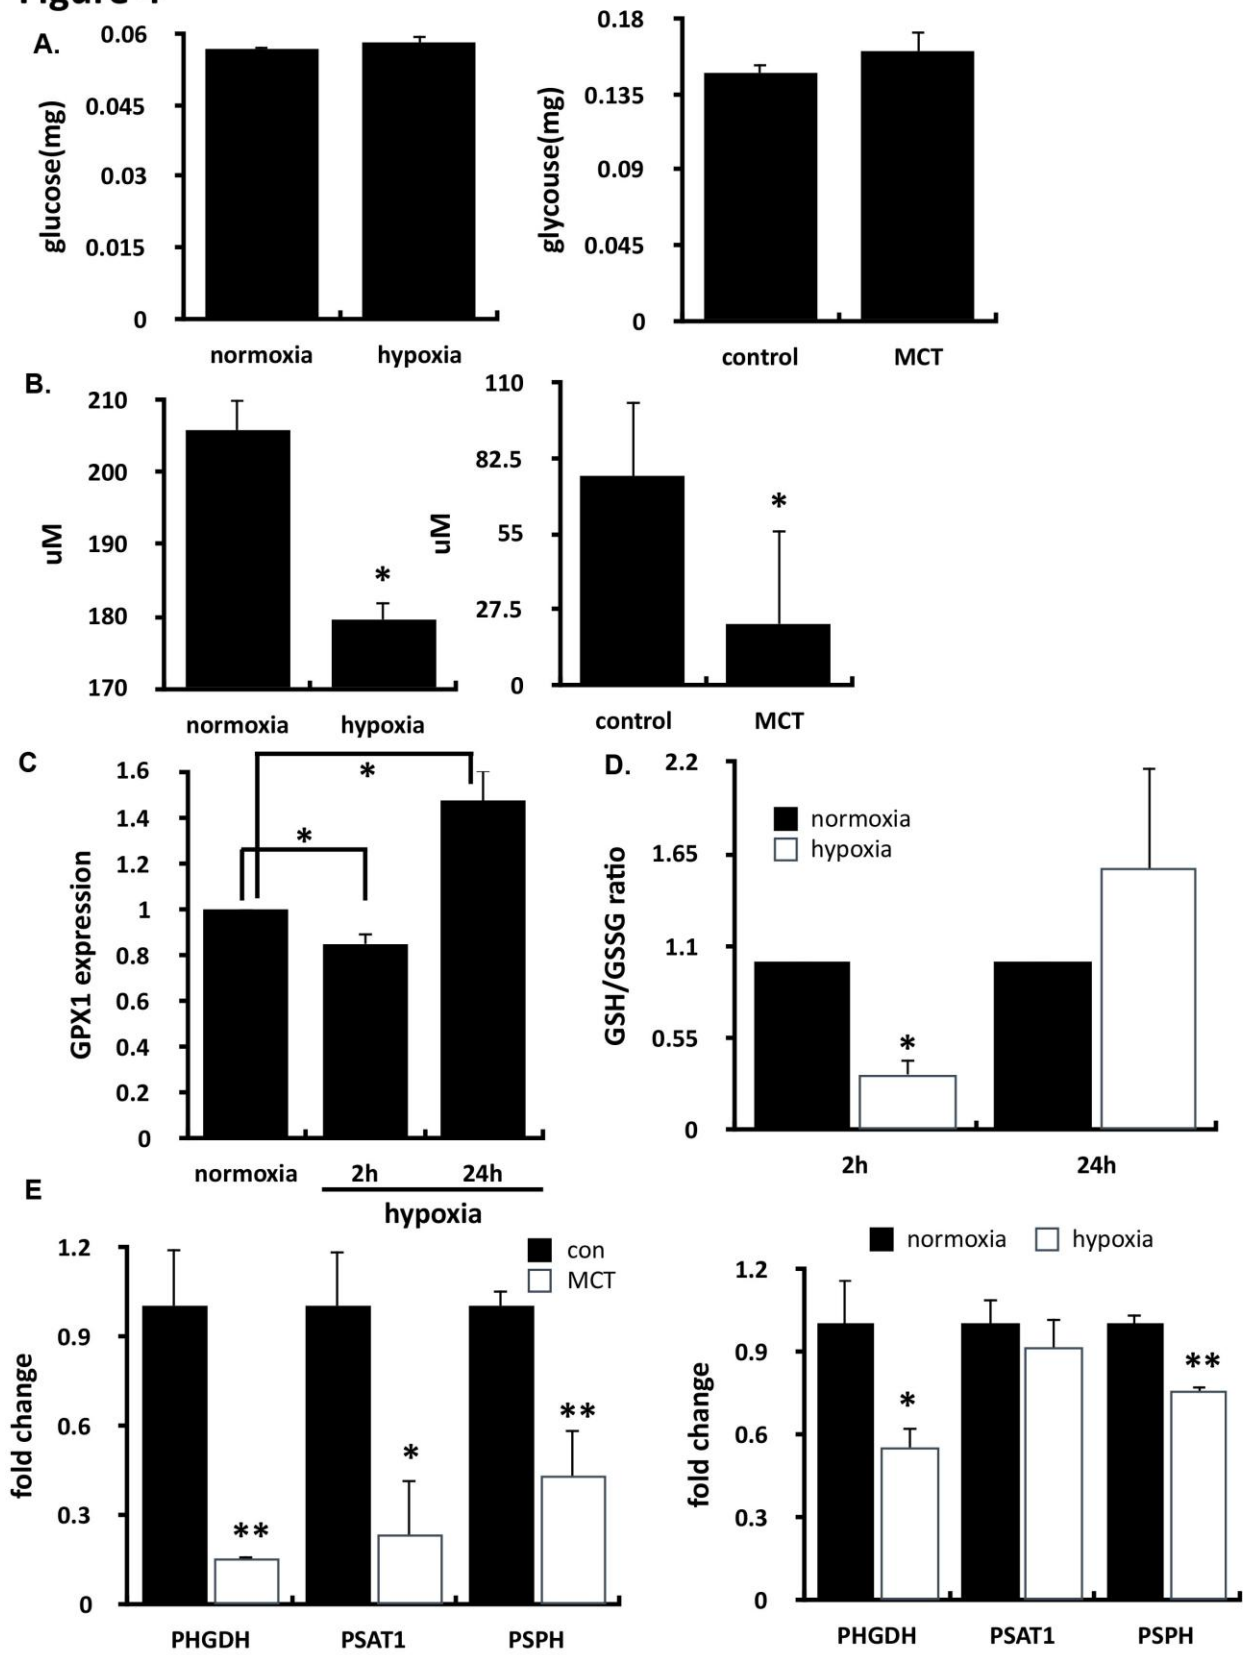 A.
0.06
0.045
0.03
0.015
0
glucose(mg)
normoxia hypoxia
0.18
0.135
0.09
0.045
0
glycouse(mg)
control MCT
B.
210
200
190
180
170
uM
*
normoxia hypoxia
110
82.5
55
27.5
0
uM
*
control MCT
C
1.6
1.4
1.2
1
0.8
0.6
0.4
0.2
0
GPX1 expression
*
*
normoxia 2h 24h
hypoxia
D.
2.2
1.65
1.1
0.55
0
GSH/GSSG ratio
normoxia
hypoxia
*
2h 24h
E
1.2
0.9
0.6
0.3
0
fold change
con
MCT
**
*
**
PHGDH PSAT1 PSPH
normoxia hypoxia
1.2
0.9
0.6
0.3
0
fold change
*
**
PHGDH PSAT1 PSPH